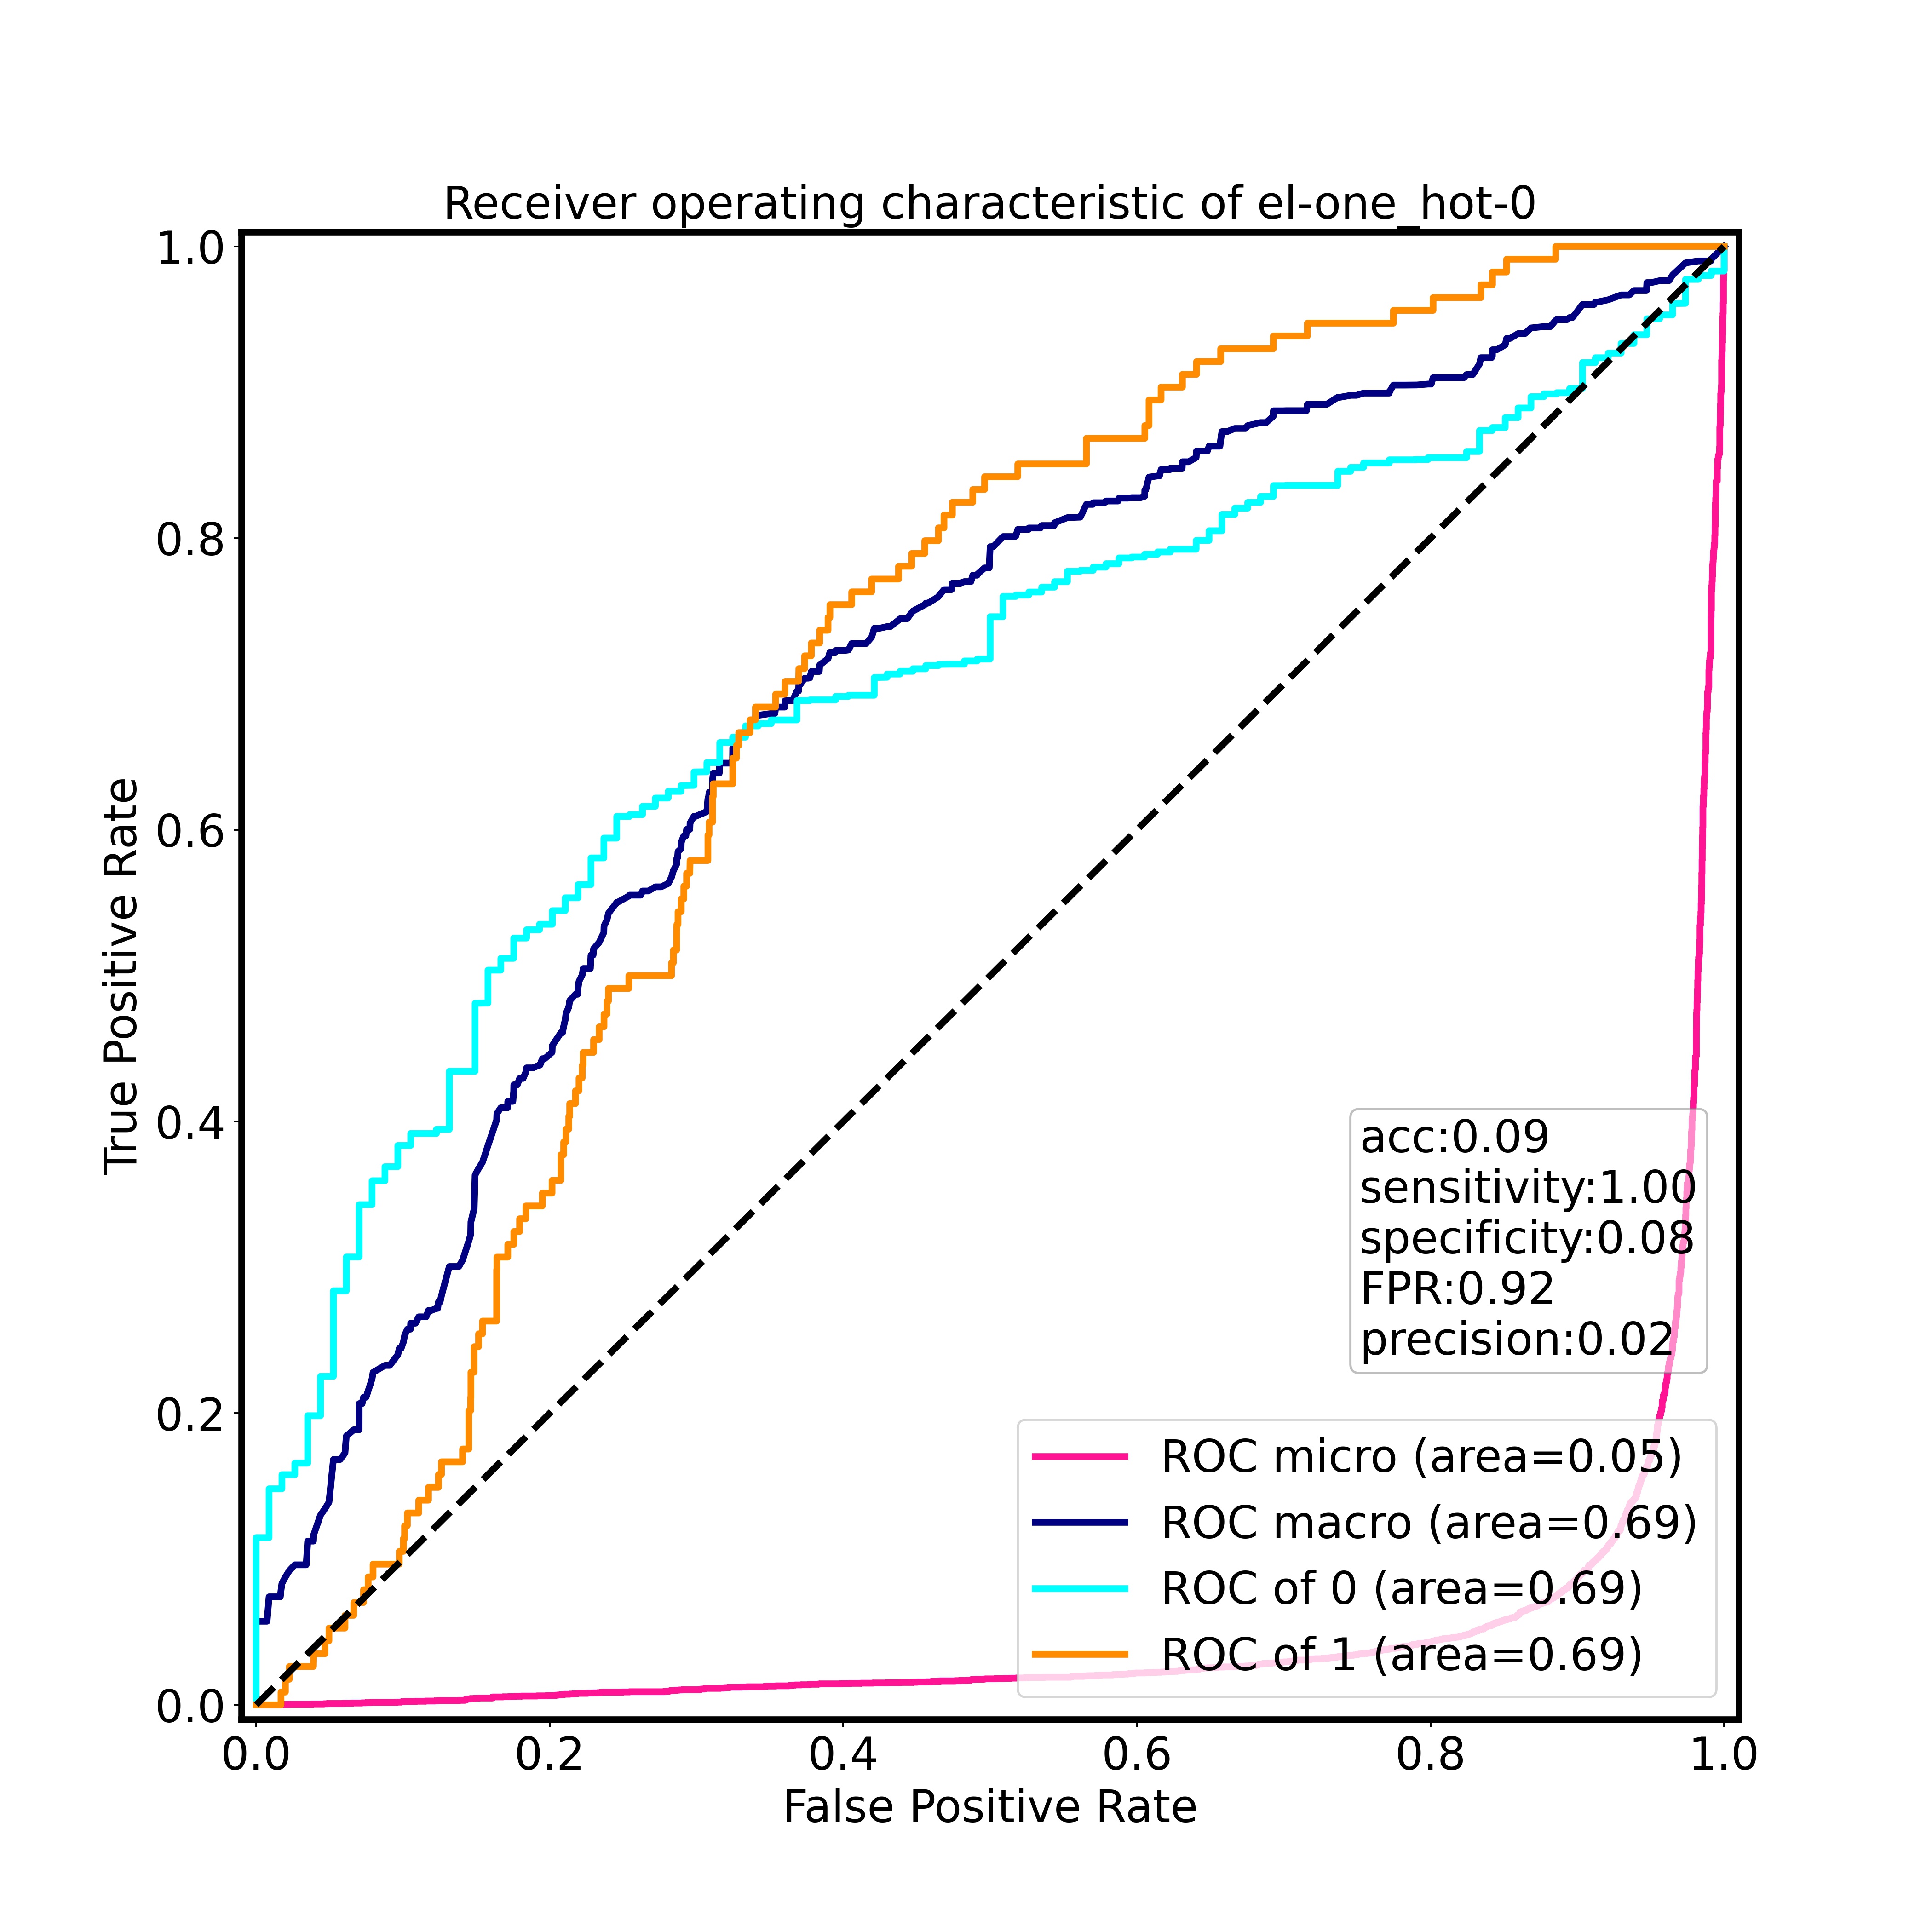 Receiver operating characteristic of el-one_hot-0
1.0
0.8
0.6
0.4
0.2
0.0
True Positive Rate
acc:0.09
sensitivity:1.00
specificity:0.08
FPR:0.92
precision:0.02
ROC micro (area=0.05)
ROC macro (area=0.69)
ROC of 0 (area=0.69)
ROC of 1 (area=0.69)
0.0 0.2 0.4 0.6 0.8 1.0
False Positive Rate